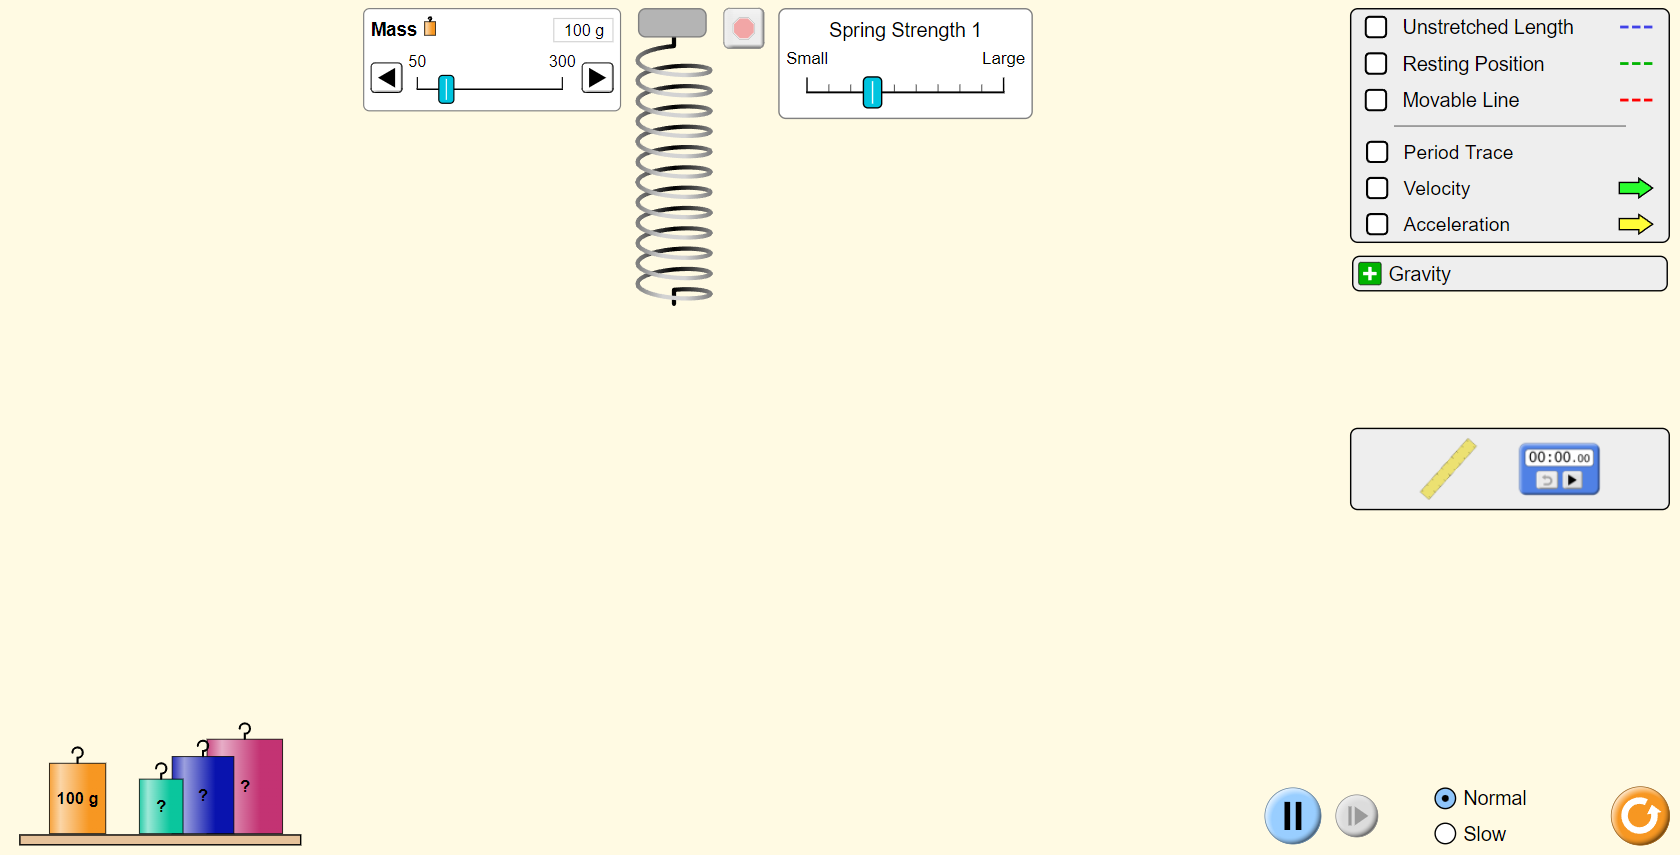 Mass
100 g
50
300
Spring Strength 1
Small
Large
Unstretched Length
Resting Position
Movable Line
Period Trace
Velocity
Acceleration
Gravity
00:00.00
100 g
?
?
?
Normal
Slow